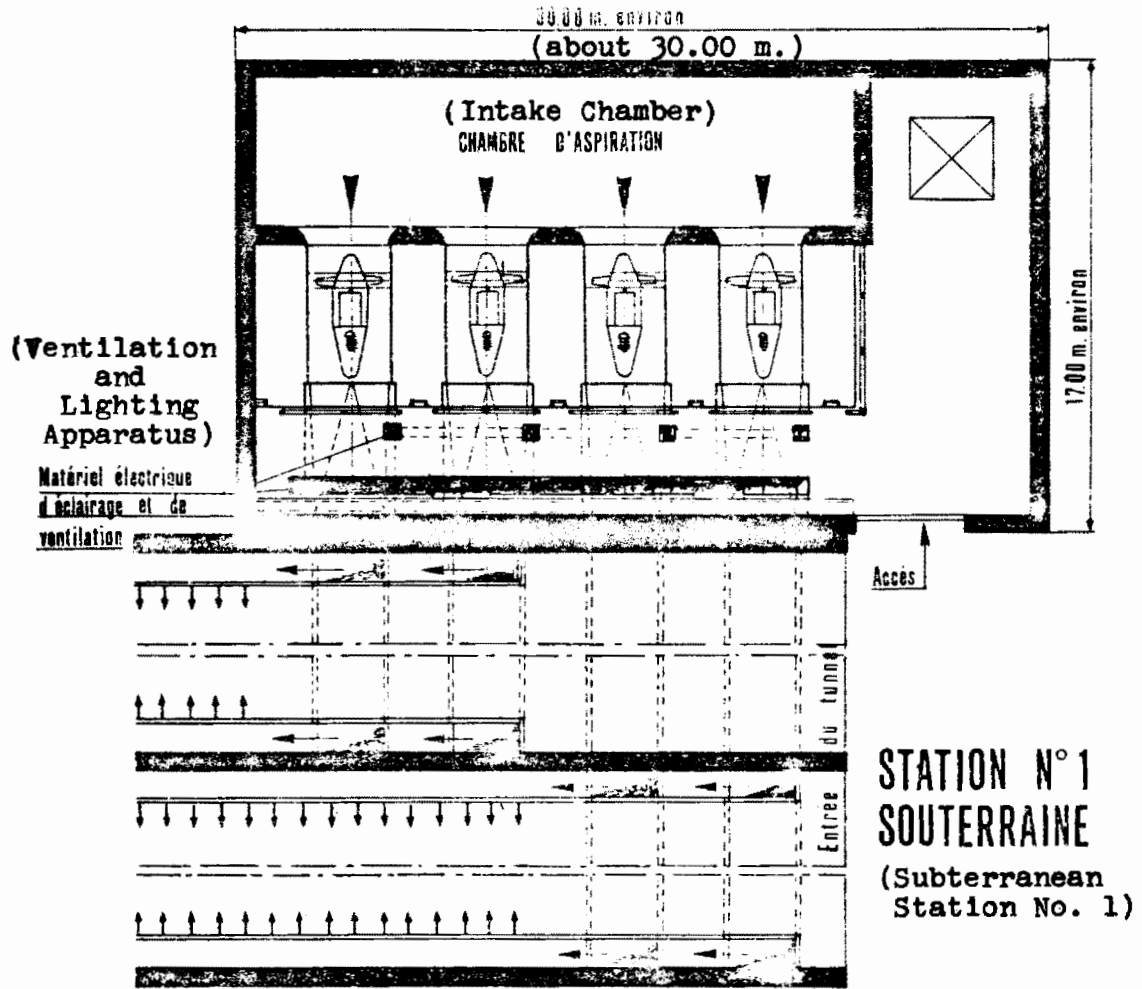 30.00 m. environ
(about 30.00 m.)
(Intake Chamber)
CHAMBRE D'ASPIRATION
17.00 m. environ
(Ventilation
and
Lighting
Apparatus)
Matériel électrique
d'éclairage et de
ventilation
Accès
Entrée du tunnel
STATION N° 1
SOUTERRAINE
(Subterranean
Station No. 1)